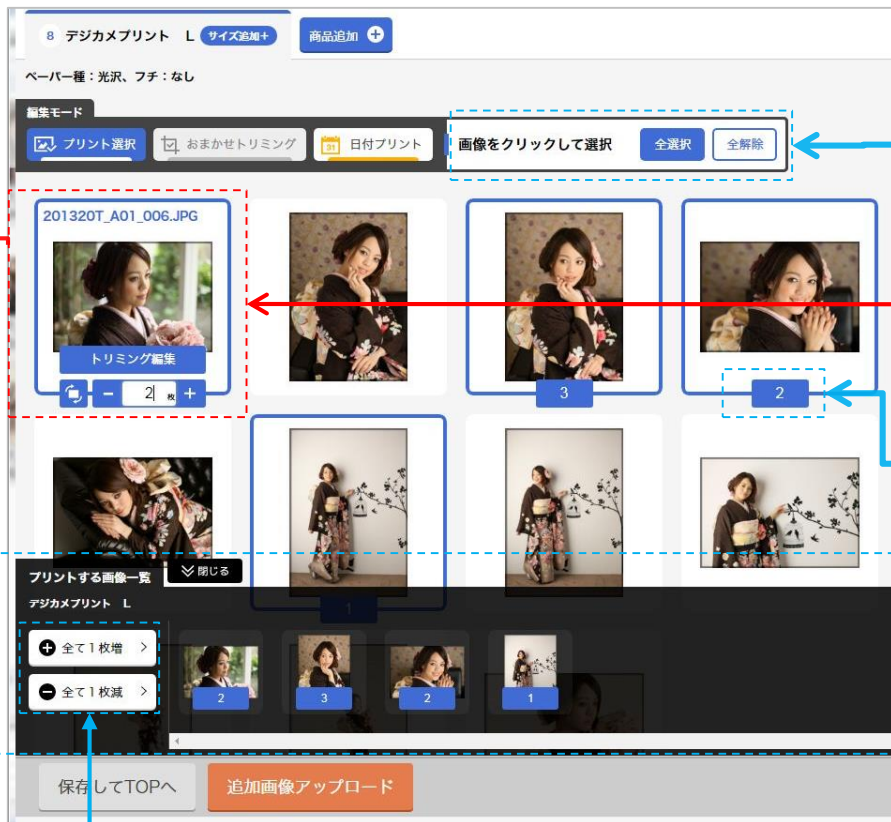 8 デジカメプリント L サイズ追加+ 商品追加 +
ペーパー種：光沢、フチ：なし
編集モード
プリント選択 おまかせトリミング 31 日付プリント 画像をクリックして選択 全選択 全解除
201320T_A01_006.JPG
トリミング編集
− 2 枚 + 3 2
プリントする画像一覧 閉じる
デジカメプリント L 1
+ 全て1枚増 >
− 全て1枚減 > 2 3 2 1
保存してTOPへ 追加画像アップロード